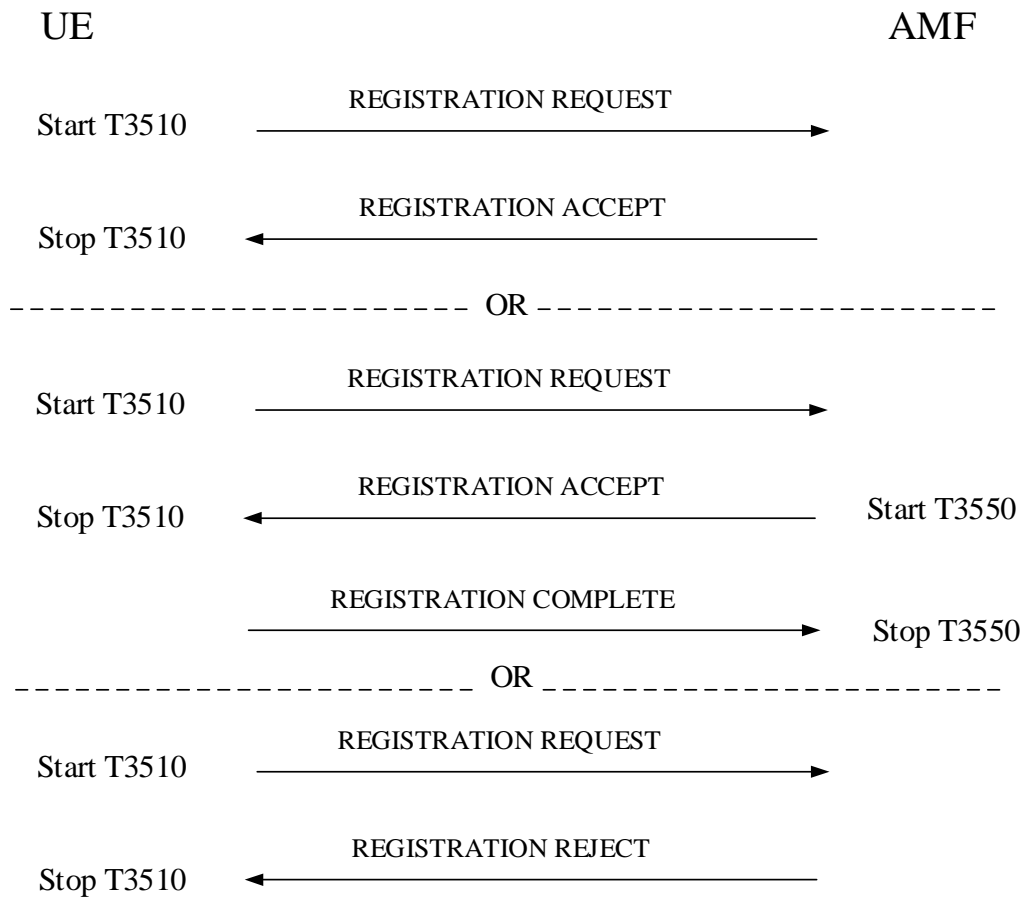 UE AMF
REGISTRATION REQUEST
Start T3510
REGISTRATION ACCEPT
Stop T3510
OR
REGISTRATION REQUEST
Start T3510
REGISTRATION ACCEPT
Stop T3510 Start T3550
REGISTRATION COMPLETE
Stop T3550
OR
REGISTRATION REQUEST
Start T3510
REGISTRATION REJECT
Stop T3510